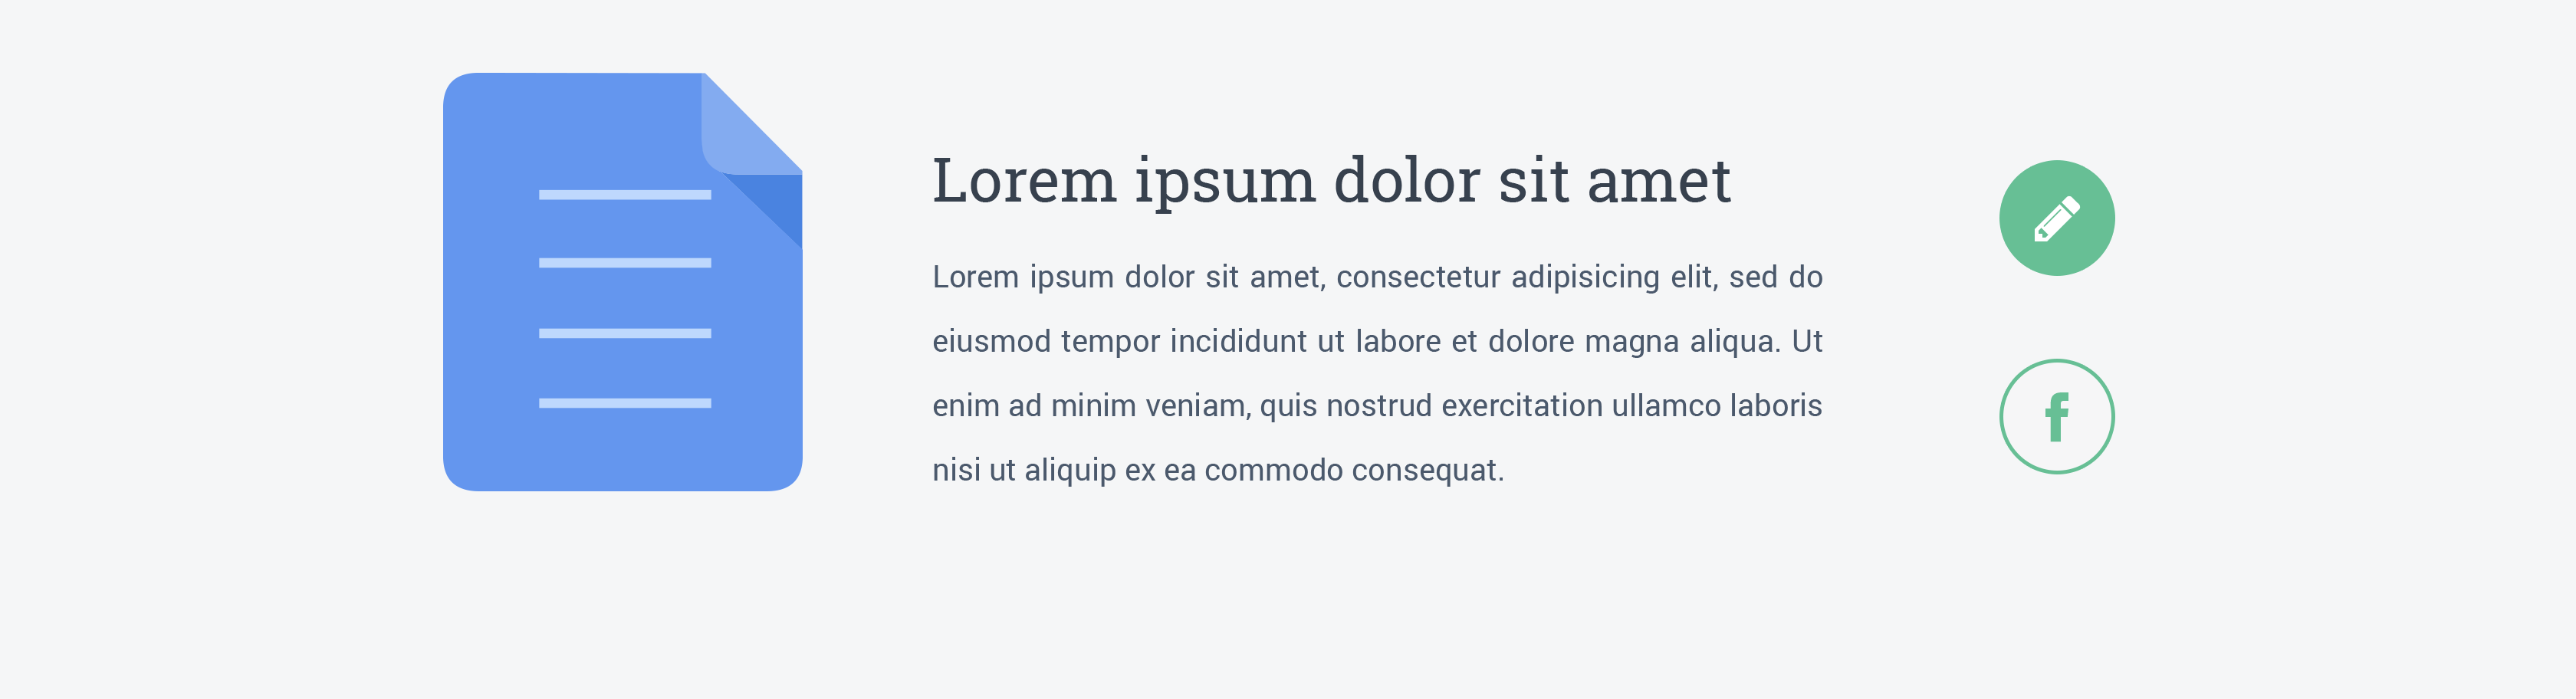 Lorem ipsum dolor sit amet
Lorem ipsum dolor sit amet, consectetur adipisicing elit, sed do
eiusmod tempor incididunt ut labore et dolore magna aliqua. Ut
enim ad minim veniam, quis nostrud exercitation ullamco laboris
nisi ut aliquip ex ea commodo consequat.
f